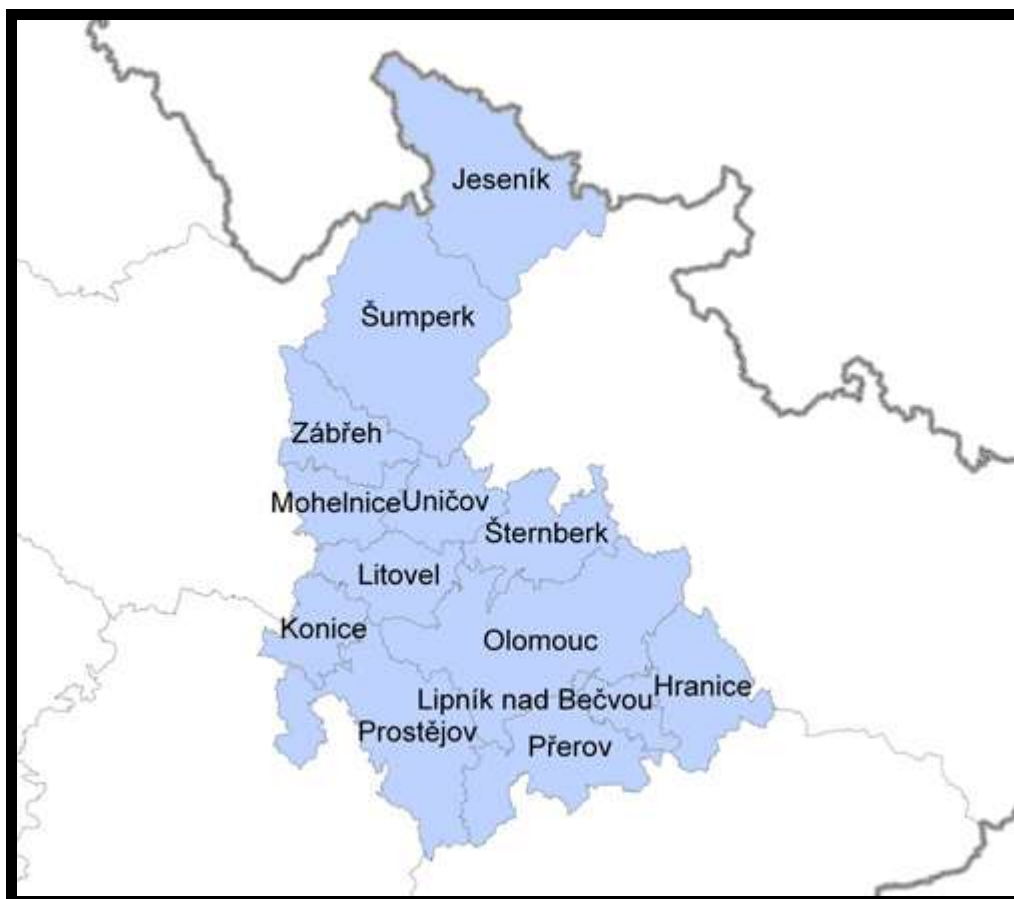 Jeseník
Šumperk
Zábřeh
Mohelnice
Uničov
Šternberk
Litovel
Konice
Olomouc
Hranice
Lipník nad Bečvou
Prostějov
Přerov